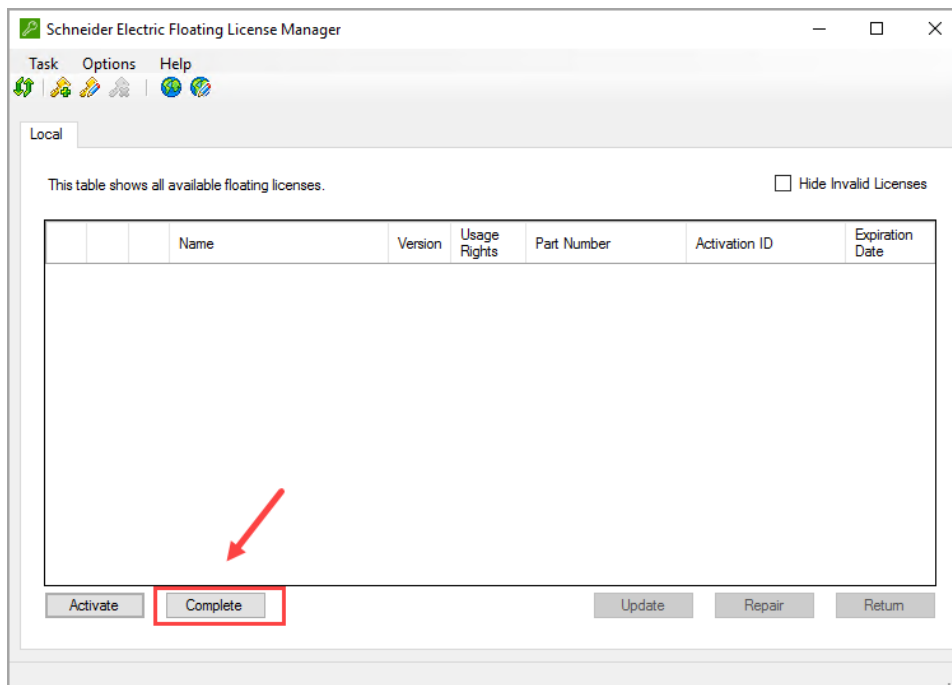 Schneider Electric Floating License Manager
Task Options Help
Local
This table shows all available floating licenses.
Hide Invalid Licenses
Name
Version
Usage
Rights
Part Number
Activation ID
Expiration
Date
Activate
Complete
Update
Repair
Return